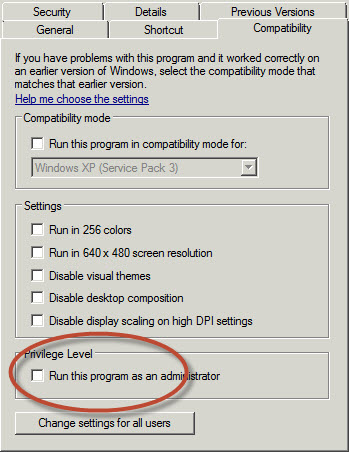 Security Details Previous Versions
General Shortcut Compatibility
If you have problems with this program and it worked correctly on
an earlier version of Windows, select the compatibility mode that
matches that earlier version.
Help me choose the settings
Compatibility mode
Run this program in compatibility mode for:
Windows XP (Service Pack 3)
Settings
Run in 256 colors
Run in 640 x 480 screen resolution
Disable visual themes
Disable desktop composition
Disable display scaling on high DPI settings
Privilege Level
Run this program as an administrator
Change settings for all users